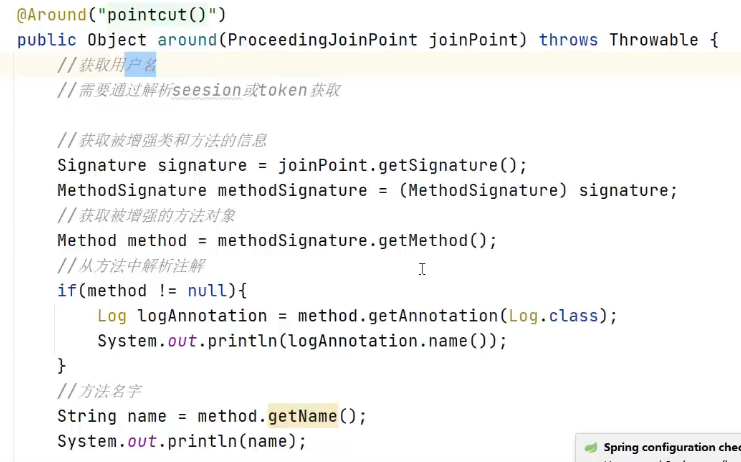 @Around("pointcut()")
public Object around(ProceedingJoinPoint joinPoint) throws Throwable {
//获取用户名
//需要通过解析seesion或token获取
//获取被增强类和方法的信息
Signature signature = joinPoint.getSignature();
MethodSignature methodSignature = (MethodSignature) signature;
//获取被增强的方法对象
Method method = methodSignature.getMethod();
//从方法中解析注解
if(method != null){
Log logAnnotation = method.getAnnotation(Log.class);
System.out.println(logAnnotation.name());
}
//方法名字
String name = method.getName();
System.out.println(name);
Spring configuration chec